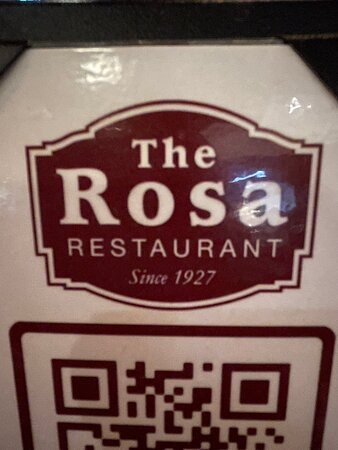 The
Rosa
RESTAURANT
Since 1927